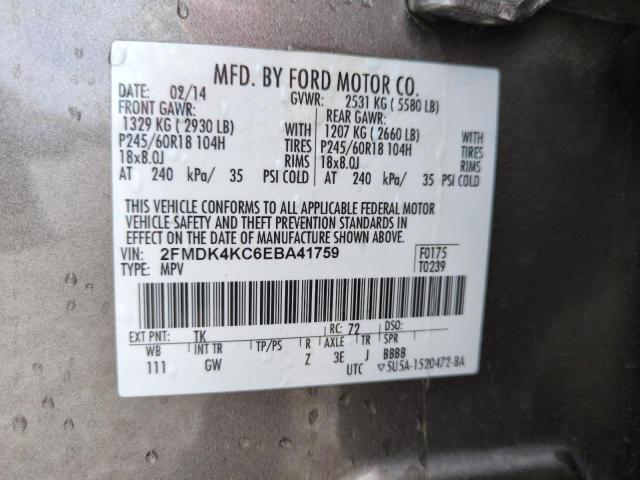 MFD. BY FORD MOTOR CO.
DATE: 02/14 GVWR: 2531 KG ( 5580 LB)
FRONT GAWR: REAR GAWR:
1329 KG ( 2930 LB) WITH 1207 KG ( 2660 LB) WITH
P245/60R18 104H TIRES P245/60R18 104H TIRES
18x8.0J RIMS 18x8.0J RIMS
AT 240 kPa/ 35 PSI COLD AT 240 kPa/ 35 PSI COLD
THIS VEHICLE CONFORMS TO ALL APPLICABLE FEDERAL MOTOR
VEHICLE SAFETY AND THEFT PREVENTION STANDARDS IN
EFFECT ON THE DATE OF MANUFACTURE SHOWN ABOVE.
VIN: 2FMDK4KC6EBA41759 F0175
TYPE: MPV T0239
EXT PNT: TK RC: 72 DSO:
WB INT TR TP/PS R AXLE TR SPR
111 GW Z 3E J BBBB
UTC ▽5U5A-1520472-BA